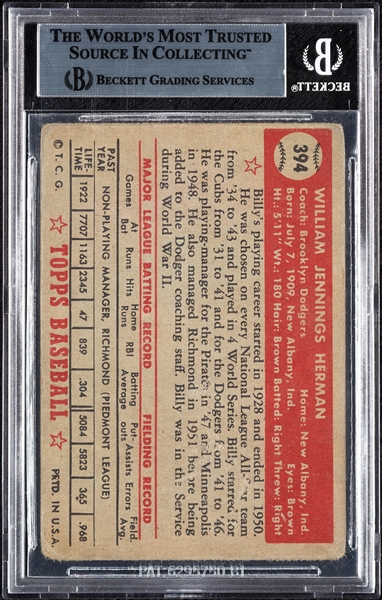 THE WORLD'S MOST TRUSTED
SOURCE IN COLLECTING™
BECKETT GRADING SERVICES
BECKETT
394
WILLIAM JENNINGS HERMAN
Coach: Brooklyn Dodgers Home: New Albany, Ind.
Born: July 7, 1909, New Albany, Ind. Eyes: Brown
Ht.: 5'11" Wt.: 180 Hair: Brown Batted: Right Threw: Right
Billy's playing career started in 1928 and ended in 1950.
He was chosen on every National League All-Star team
from '34 to '43 and played in 4 World Series. Billy starred for
the Cubs from '31 to '41 and for the Dodgers from '41 to '46.
He was playing-manager for the Pirates in '47 and Minneapolis
in 1948. He also managed Richmond in 1951 before being
added to the Dodger coaching staff. Billy was in the Service
during World War II.
MAJOR LEAGUE BATTING RECORD FIELDING RECORD
Games At Bat Runs Hits Home Runs RBI Batting Average Put-outs Assists Errors Field. Avg.
PAST YEAR NON-PLAYING MANAGER, RICHMOND (PIEDMONT LEAGUE)
LIFE-TIME 1922 7707 1163 2345 47 839 .304 5084 5823 365 .968
© T. C. G. TOPPS BASEBALL PRTD. IN U.S.A.
PAT 6295750 B1